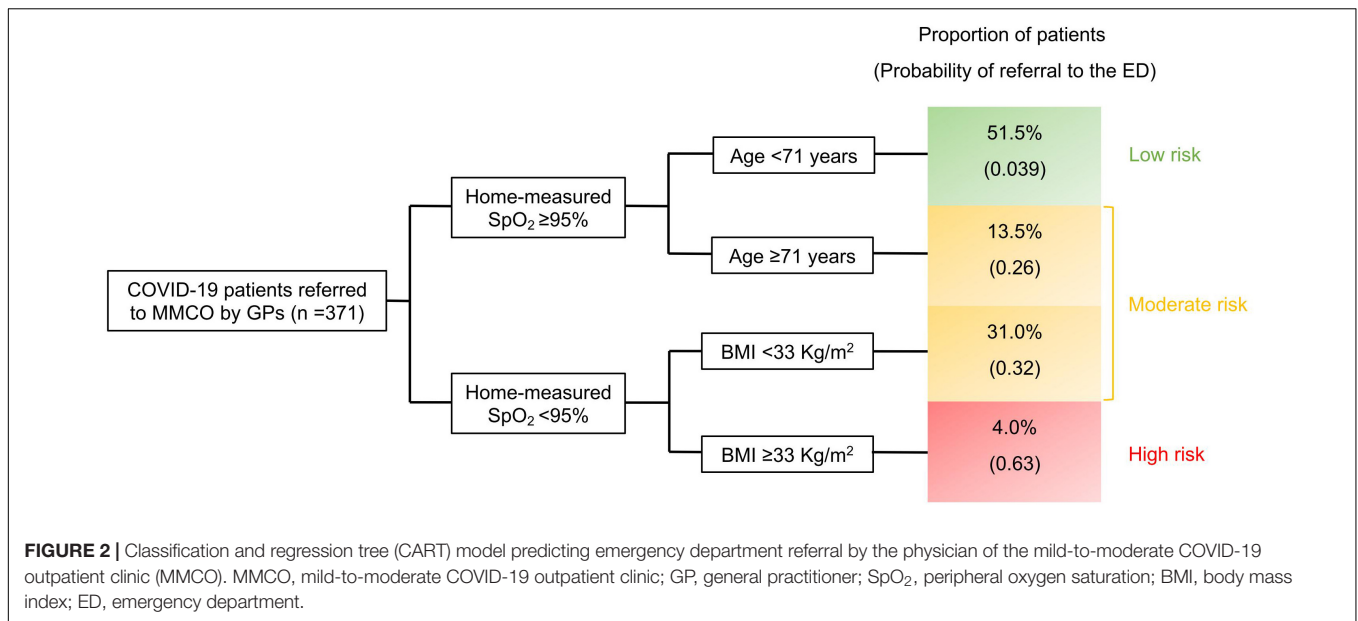 Proportion of patients
(Probability of referral to the ED)
51.5%
(0.039)
Low risk
Age <71 years
Home-measured
SpO₂ ≥95%
13.5%
(0.26)
Age ≥71 years
COVID-19 patients referred
to MMCO by GPs (n =371)
Moderate risk
31.0%
(0.32)
BMI <33 Kg/m²
Home-measured
SpO₂ <95%
4.0%
(0.63)
High risk
BMI ≥33 Kg/m²
FIGURE 2 | Classification and regression tree (CART) model predicting emergency department referral by the physician of the mild-to-moderate COVID-19
outpatient clinic (MMCO). MMCO, mild-to-moderate COVID-19 outpatient clinic; GP, general practitioner; SpO₂, peripheral oxygen saturation; BMI, body mass
index; ED, emergency department.